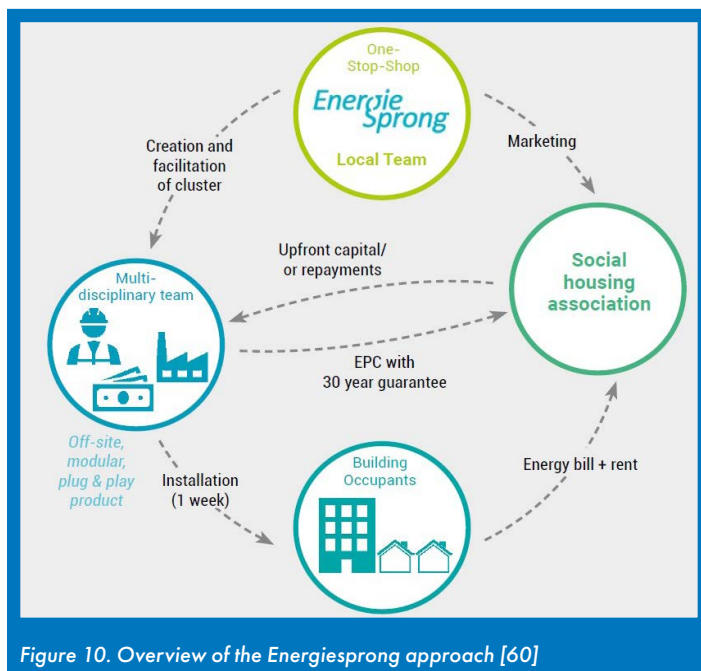 One-
Stop-Shop
Energie
Sprong
Local Team
Creation and
facilitation
of cluster
Marketing
Upfront capital/
or repayments
Social
housing
association
Multi-
disciplinary team
EPC with
30 year guarantee
Off-site,
modular,
plug & play
product
Installation
(1 week)
Building
Occupants
Energy bill + rent
Figure 10. Overview of the Energiesprong approach [60]